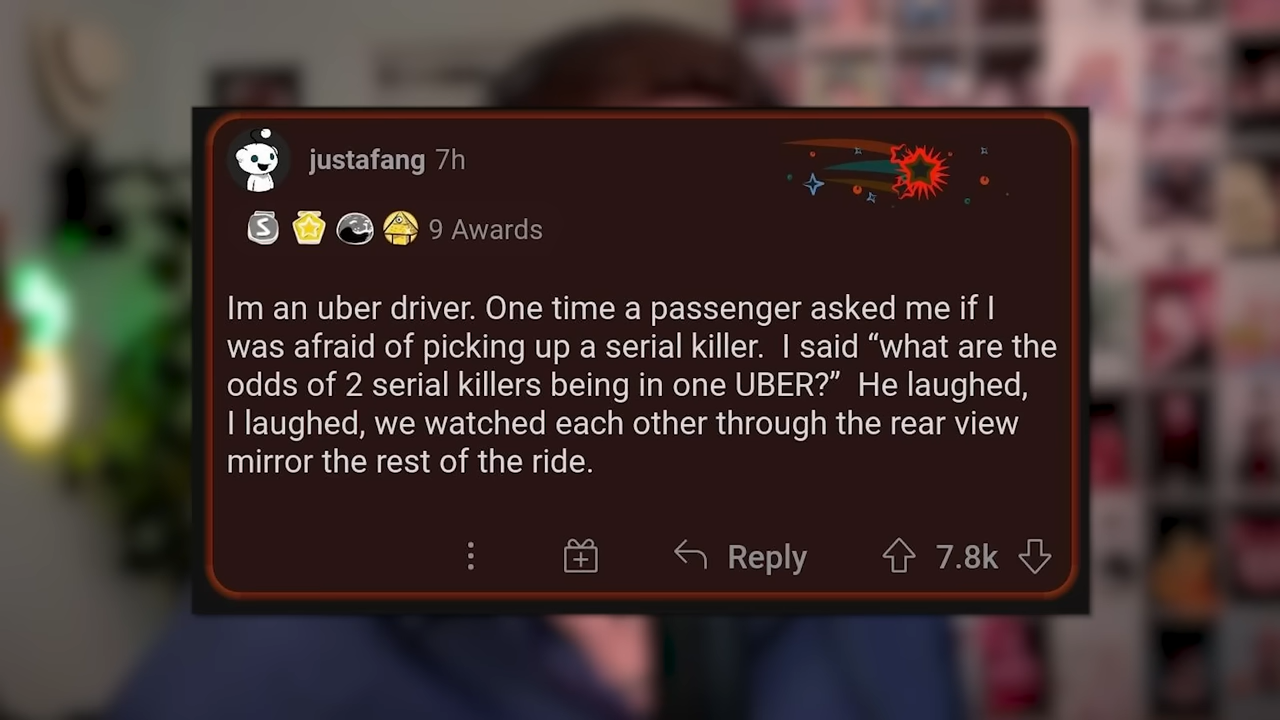 justafang 7h
S
9 Awards
Im an uber driver. One time a passenger asked me if I
was afraid of picking up a serial killer.  I said “what are the
odds of 2 serial killers being in one UBER?”  He laughed,
I laughed, we watched each other through the rear view
mirror the rest of the ride.
Reply 7.8k